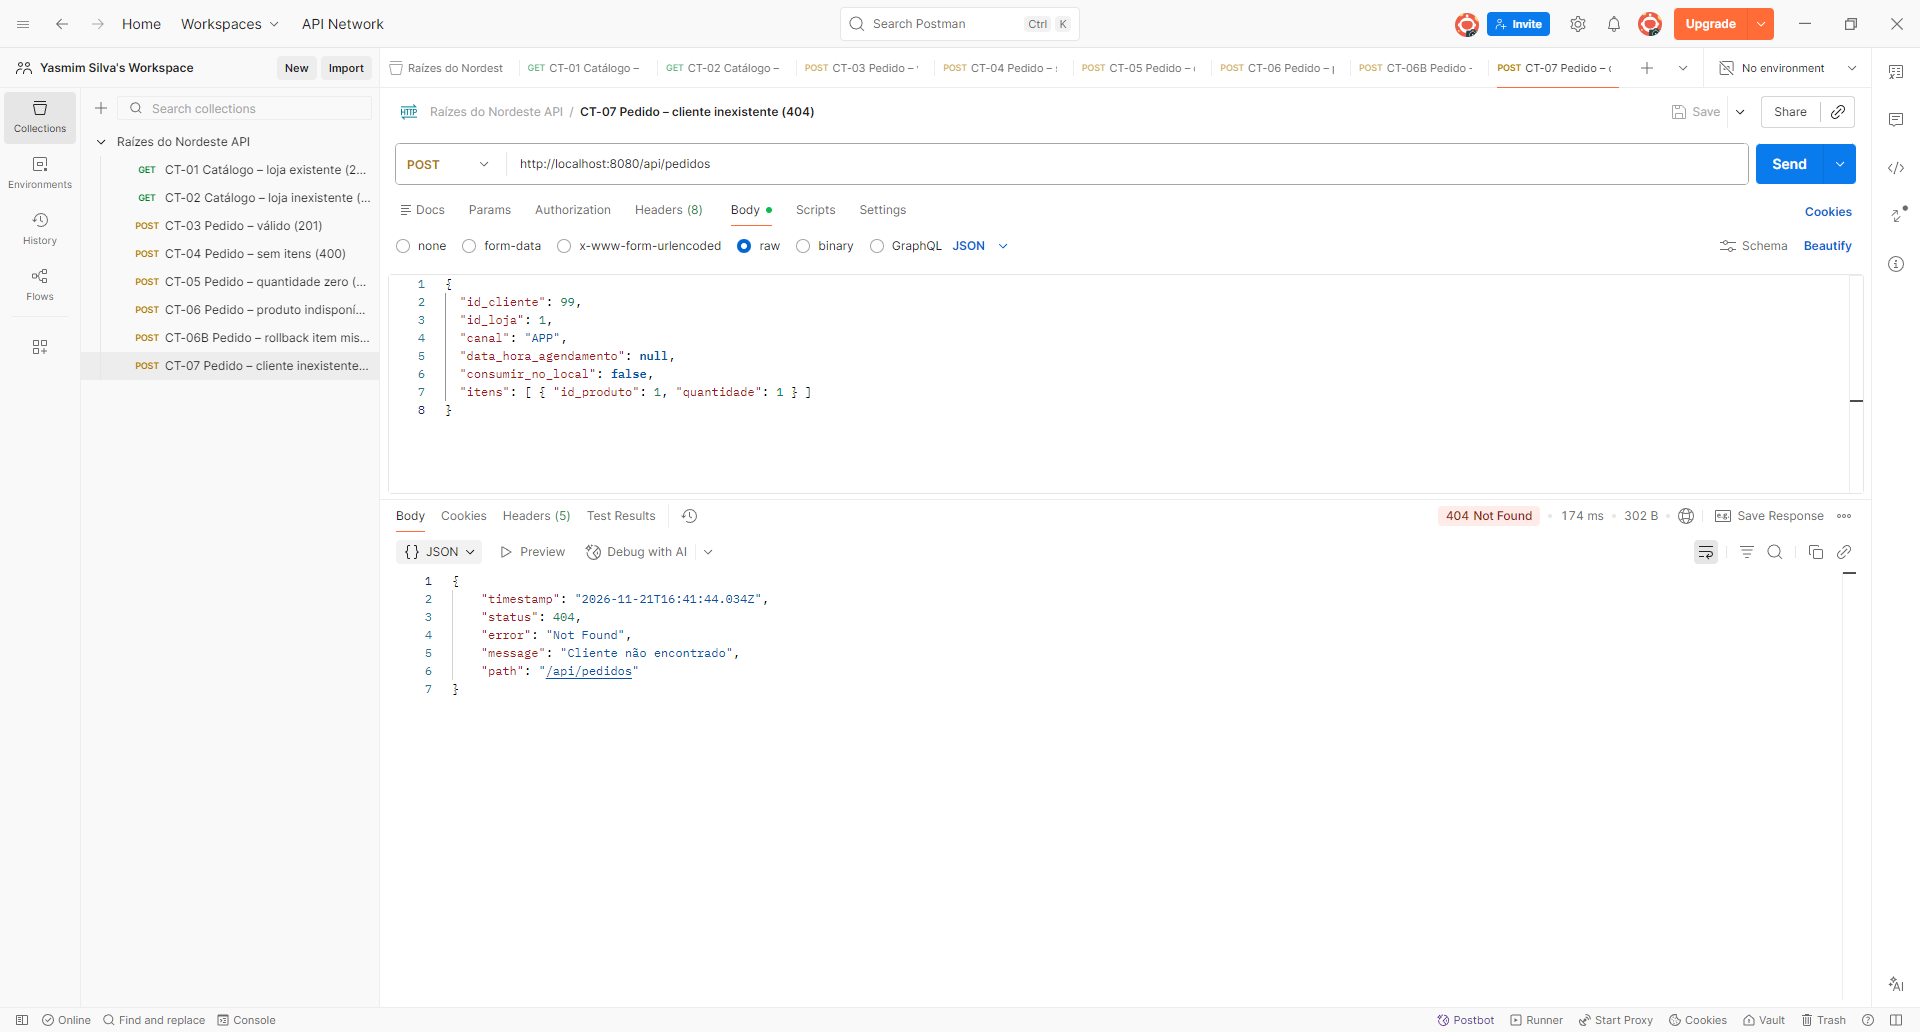 Home Workspaces API Network Search Postman Ctrl K Invite Upgrade
Yasmim Silva's Workspace New Import
Raízes do Nordest GET CT-01 Catálogo – GET CT-02 Catálogo – POST CT-03 Pedido – POST CT-04 Pedido – POST CT-05 Pedido – POST CT-06 Pedido – POST CT-06B Pedido - POST CT-07 Pedido – No environment
Collections
Environments
History
Flows
Search collections
Raízes do Nordeste API
GET CT-01 Catálogo – loja existente (2...
GET CT-02 Catálogo – loja inexistente (...
POST CT-03 Pedido – válido (201)
POST CT-04 Pedido – sem itens (400)
POST CT-05 Pedido – quantidade zero (...
POST CT-06 Pedido – produto indisponí...
POST CT-06B Pedido – rollback item mis...
POST CT-07 Pedido – cliente inexistente...
HTTP Raízes do Nordeste API / CT-07 Pedido – cliente inexistente (404) Save Share
POST http://localhost:8080/api/pedidos Send
Docs Params Authorization Headers (8) Body Scripts Settings Cookies
none form-data x-www-form-urlencoded raw binary GraphQL JSON Schema Beautify
1 {
2 "id_cliente": 99,
3 "id_loja": 1,
4 "canal": "APP",
5 "data_hora_agendamento": null,
6 "consumir_no_local": false,
7 "itens": [ { "id_produto": 1, "quantidade": 1 } ]
8 }
Body Cookies Headers (5) Test Results 404 Not Found 174 ms 302 B e.g. Save Response
{} JSON Preview Debug with AI
1 {
2 "timestamp": "2026-11-21T16:41:44.034Z",
3 "status": 404,
4 "error": "Not Found",
5 "message": "Cliente não encontrado",
6 "path": "/api/pedidos"
7 }
AI
Online Find and replace Console Postbot Runner Start Proxy Cookies Vault Trash